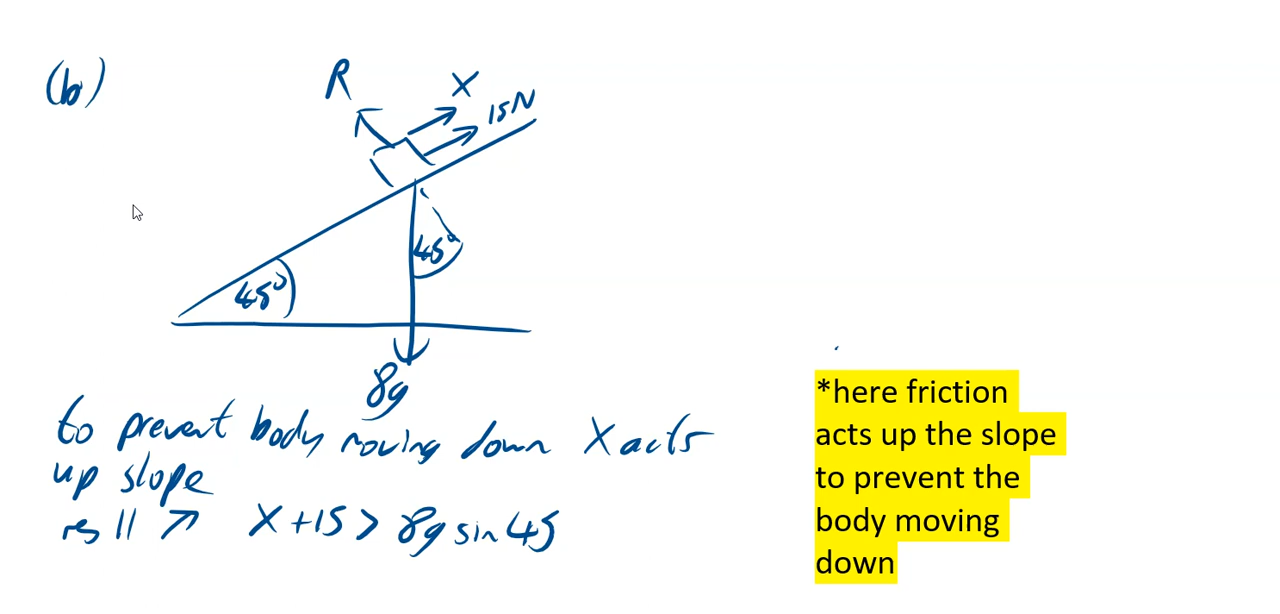 (b)
R
X
15N
45°
45°
8g
to prevent body moving down X acts
up slope
res || ↗ X + 15 > 8g sin 45
*here friction
acts up the slope
to prevent the
body moving
down